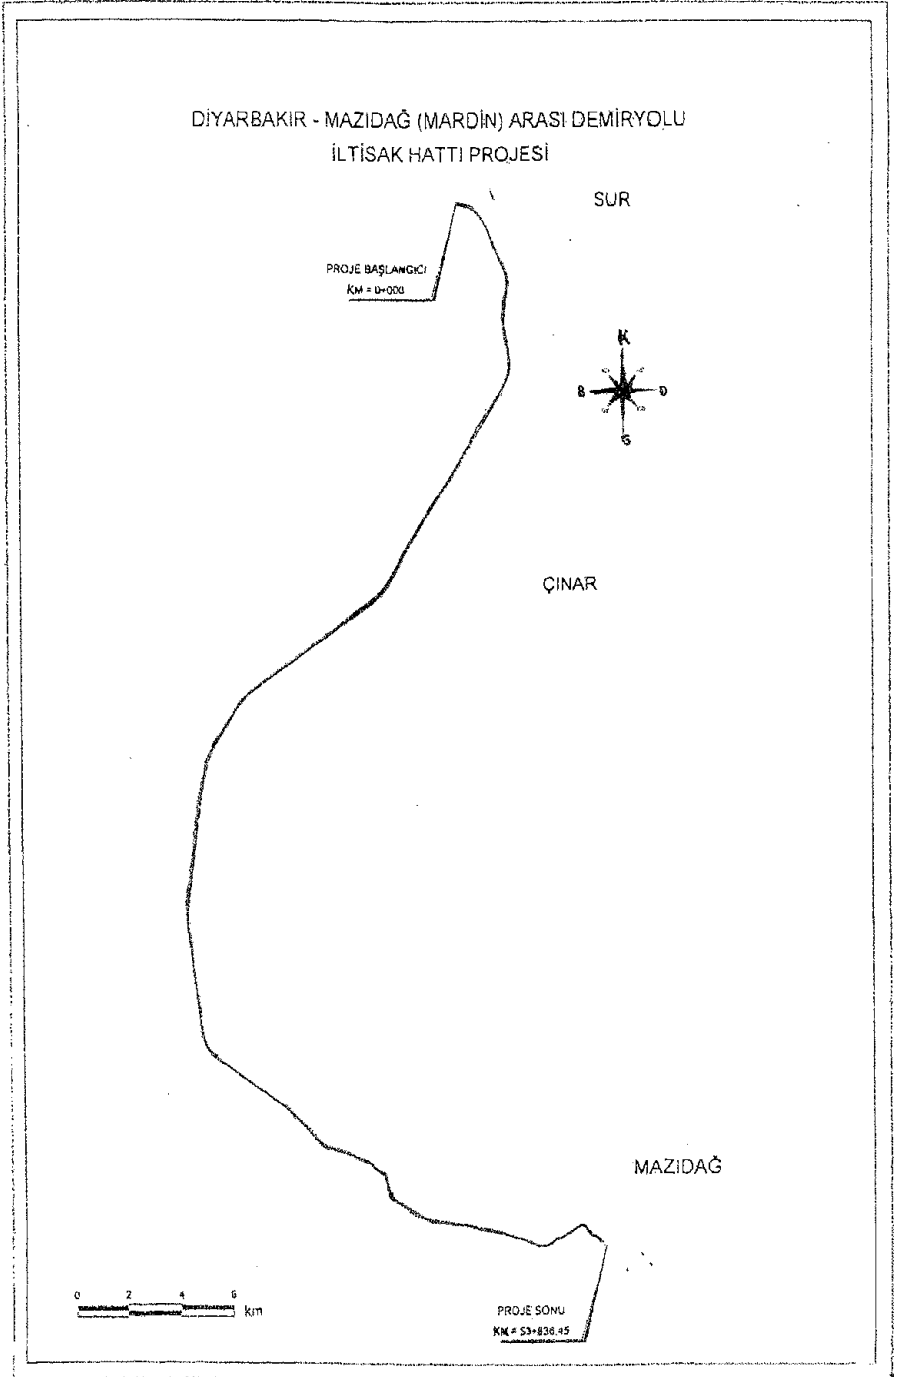 DİYARBAKIR - MAZIDAĞ (MARDİN) ARASI DEMİRYOLU
İLTİSAK HATTI PROJESİ
SUR
PROJE BAŞLANGICI
KM = 0+000
K
B
D
G
ÇINAR
MAZIDAĞ
0 2 4 6
km
PROJE SONU
KM = 53+836.45